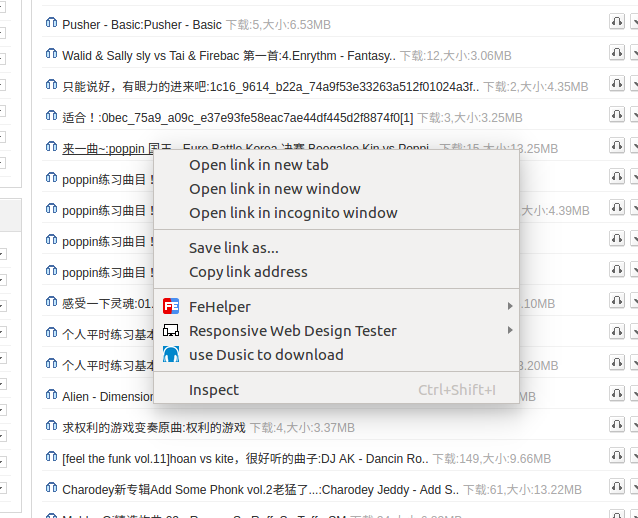 Pusher - Basic:Pusher - Basic 下载:5,大小:6.53MB
Walid & Sally sly vs Tai & Firebac 第一首:4.Enrythm - Fantasy.. 下载:12,大小:3.06MB
只能说好，有眼力的进来吧:1c16_9614_b22a_74a9f53e33263a512f01024a3f.. 下载:2,大小:4.35MB
适合！:0bec_75a9_a09c_e37e93fe58eac7ae44df445d2f8874f0[1] 下载:3,大小:3.25MB
来一曲~:poppin 国王 - Euro Battle Korea 决赛 Boogaloo Kin vs Poppi.. 下载:15,大小:13.25MB
poppin练习曲目！
poppin练习曲目！ 小:4.39MB
poppin练习曲目！
poppin练习曲目！
感受一下灵魂:01. .10MB
个人平时练习基本
个人平时练习基本 3.20MB
Alien - Dimension
求权利的游戏变奏原曲:权利的游戏 下载:4,大小:3.37MB
[feel the funk vol.11]hoan vs kite，很好听的曲子:DJ AK - Dancin Ro.. 下载:149,大小:9.66MB
Charodey新专辑Add Some Phonk vol.2老猛了...:Charodey Jeddy - Add S.. 下载:61,大小:13.22MB
Open link in new tab
Open link in new window
Open link in incognito window
Save link as...
Copy link address
FeHelper
Responsive Web Design Tester
use Dusic to download
Inspect Ctrl+Shift+I